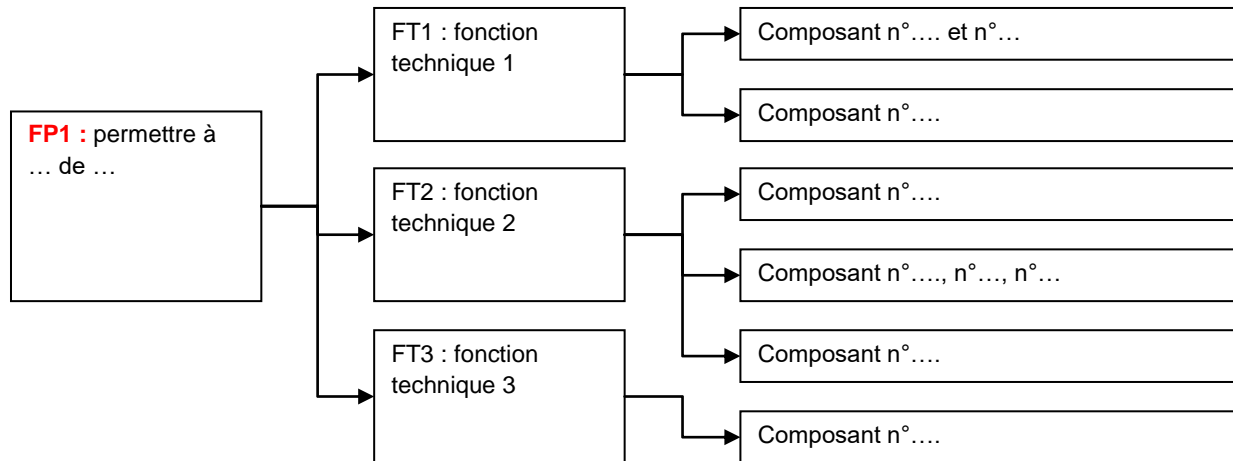 FP1 : permettre à
… de …
FT1 : fonction
technique 1
Composant n°…. et n°…
Composant n°….
FT2 : fonction
technique 2
Composant n°….
Composant n°…., n°…, n°…
Composant n°….
FT3 : fonction
technique 3
Composant n°….